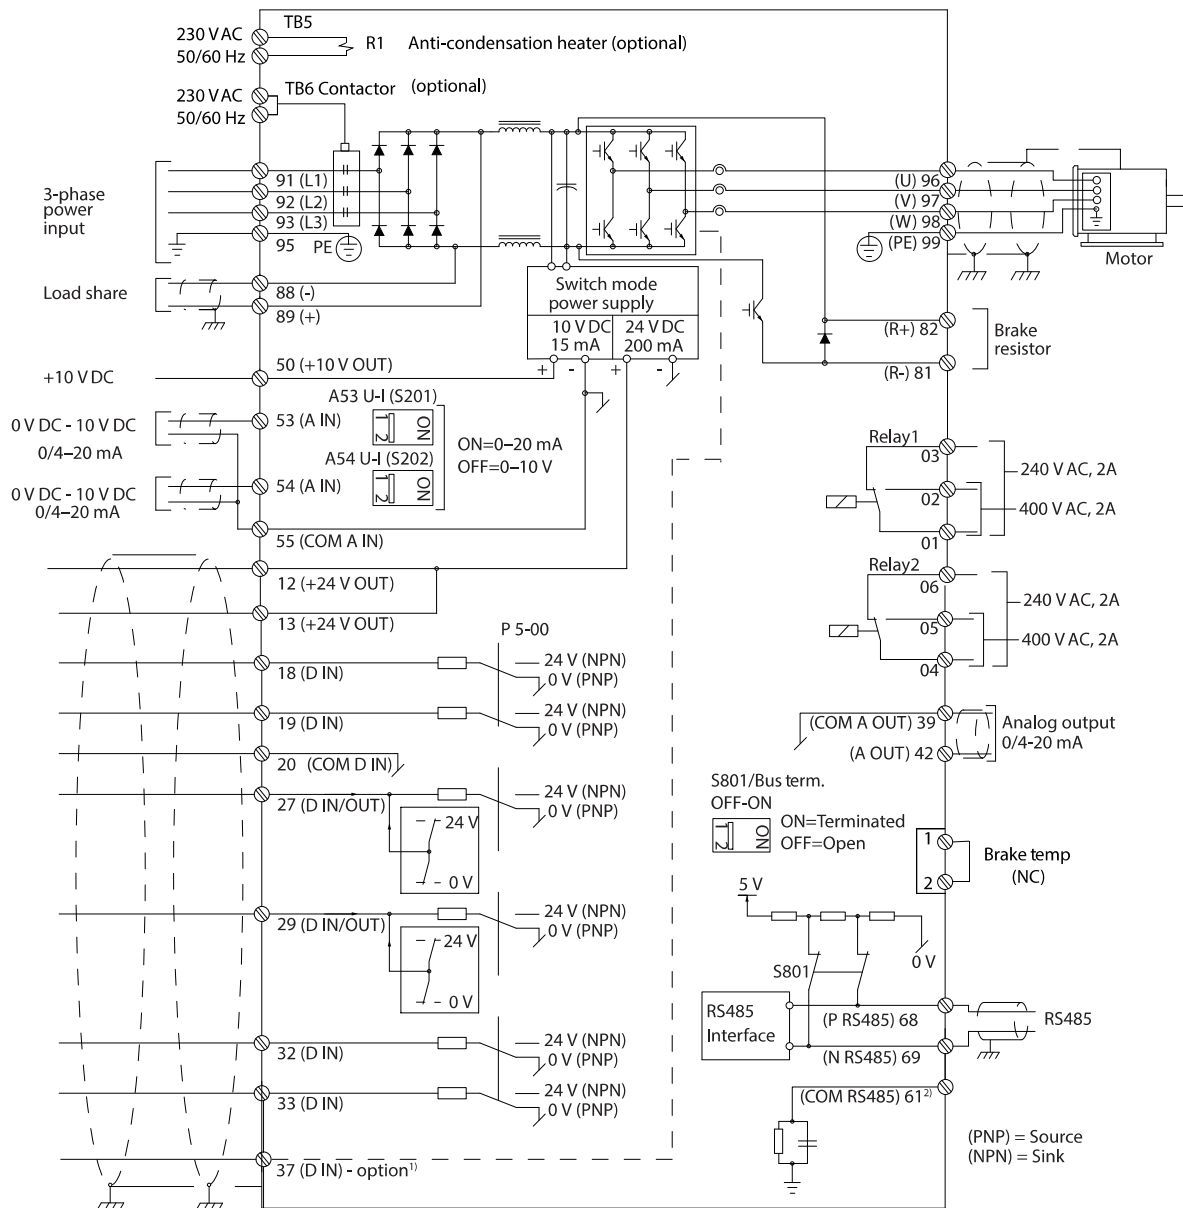 TB5
230 V AC
50/60 Hz
R1
Anti-condensation heater (optional)
TB6 Contactor
(optional)
230 V AC
50/60 Hz
3-phase
power
input
91 (L1)
92 (L2)
93 (L3)
95
PE
(U) 96
(V) 97
(W) 98
(PE) 99
Motor
Load share
88 (-)
89 (+)
Switch mode
power supply
10 V DC
15 mA
24 V DC
200 mA
+
-
+
-
(R+) 82
(R-) 81
Brake
resistor
+10 V DC
50 (+10 V OUT)
A53 U-I (S201)
1 2
ON
A54 U-I (S202)
1 2
ON
ON=0–20 mA
OFF=0–10 V
0 V DC - 10 V DC
0/4–20 mA
53 (A IN)
0 V DC - 10 V DC
0/4–20 mA
54 (A IN)
55 (COM A IN)
Relay1
03
02
01
240 V AC, 2A
400 V AC, 2A
Relay2
06
05
04
240 V AC, 2A
400 V AC, 2A
12 (+24 V OUT)
13 (+24 V OUT)
P 5-00
18 (D IN)
24 V (NPN)
0 V (PNP)
19 (D IN)
24 V (NPN)
0 V (PNP)
20 (COM D IN)
27 (D IN/OUT)
24 V (NPN)
0 V (PNP)
24 V
0 V
29 (D IN/OUT)
24 V (NPN)
0 V (PNP)
24 V
0 V
32 (D IN)
24 V (NPN)
0 V (PNP)
33 (D IN)
24 V (NPN)
0 V (PNP)
37 (D IN) - option1)
(COM A OUT) 39
(A OUT) 42
Analog output
0/4-20 mA
S801/Bus term.
OFF-ON
1 2
ON
ON=Terminated
OFF=Open
1
2
Brake temp
(NC)
5 V
S801
0 V
RS485
Interface
(P RS485) 68
(N RS485) 69
RS485
(COM RS485) 612)
(PNP) = Source
(NPN) = Sink